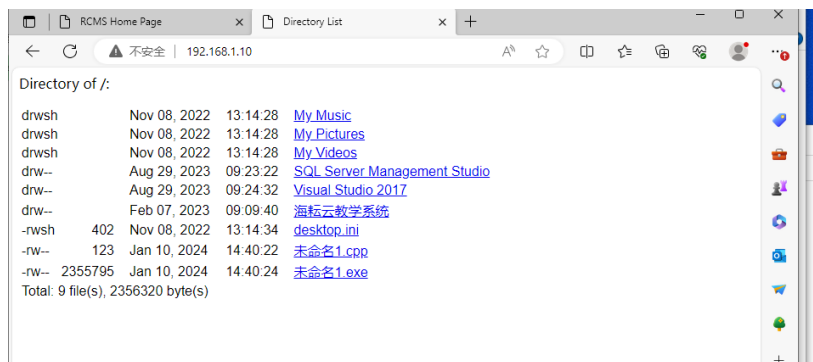 RCMS Home Page
Directory List
不安全 192.168.1.10
Directory of /:
drwsh Nov 08, 2022 13:14:28 My Music
drwsh Nov 08, 2022 13:14:28 My Pictures
drwsh Nov 08, 2022 13:14:28 My Videos
drw-- Aug 29, 2023 09:23:22 SQL Server Management Studio
drw-- Aug 29, 2023 09:24:32 Visual Studio 2017
drw-- Feb 07, 2023 09:09:40 海耘云教学系统
-rwsh 402 Nov 08, 2022 13:14:34 desktop.ini
-rw-- 123 Jan 10, 2024 14:40:22 未命名1.cpp
-rw-- 2355795 Jan 10, 2024 14:40:24 未命名1.exe
Total: 9 file(s), 2356320 byte(s)